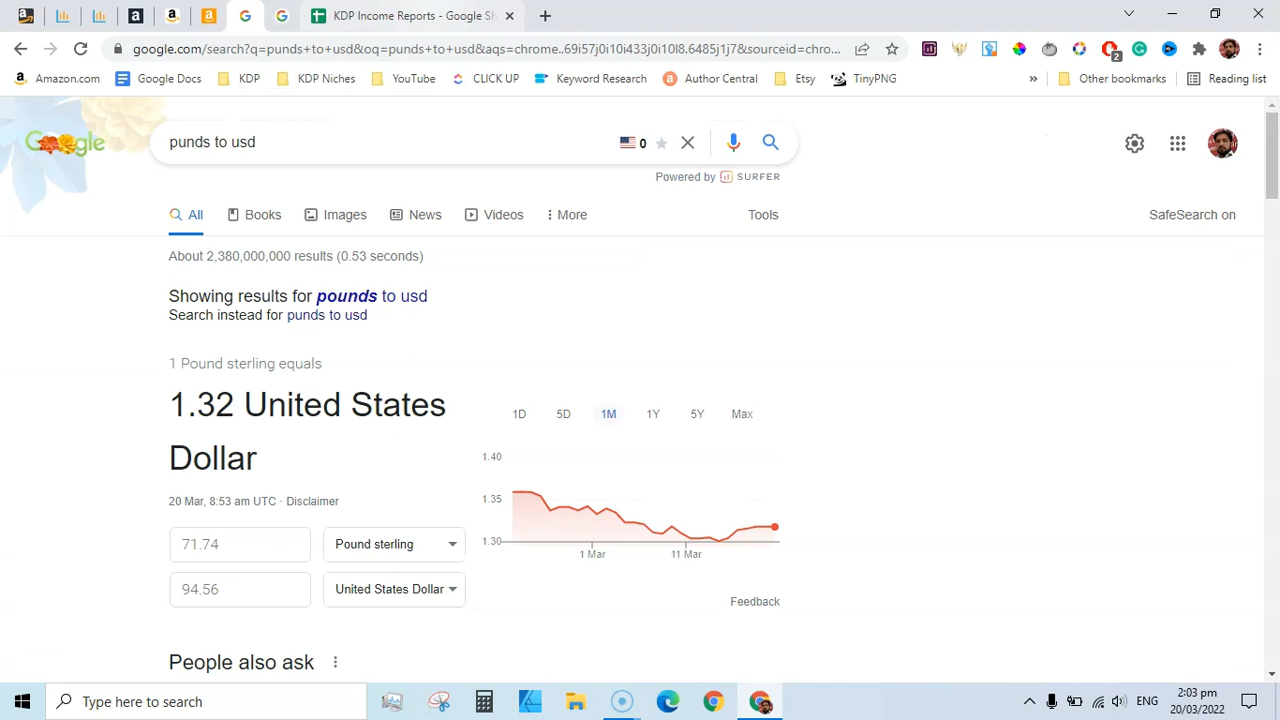 KDP Income Reports - Google Sh
google.com/search?q=punds+to+usd&oq=punds+to+usd&aqs=chrome..69i57j0i10i433j0i10l8.6485j1j7&sourceid=chro...
2
Amazon.com
Google Docs
KDP
KDP Niches
YouTube
CLICK UP
Keyword Research
Author Central
Etsy
TinyPNG
»
Other bookmarks
Reading list
Google
punds to usd
0
Powered by SURFER
All
Books
Images
News
Videos
More
Tools
SafeSearch on
About 2,380,000,000 results (0.53 seconds)
Showing results for pounds to usd
Search instead for punds to usd
1 Pound sterling equals
1.32 United States
Dollar
20 Mar, 8:53 am UTC · Disclaimer
71.74
Pound sterling
94.56
United States Dollar
1D
5D
1M
1Y
5Y
Max
1.40
1.35
1.30
1 Mar
11 Mar
Feedback
People also ask
Type here to search
ENG
2:03 pm
20/03/2022